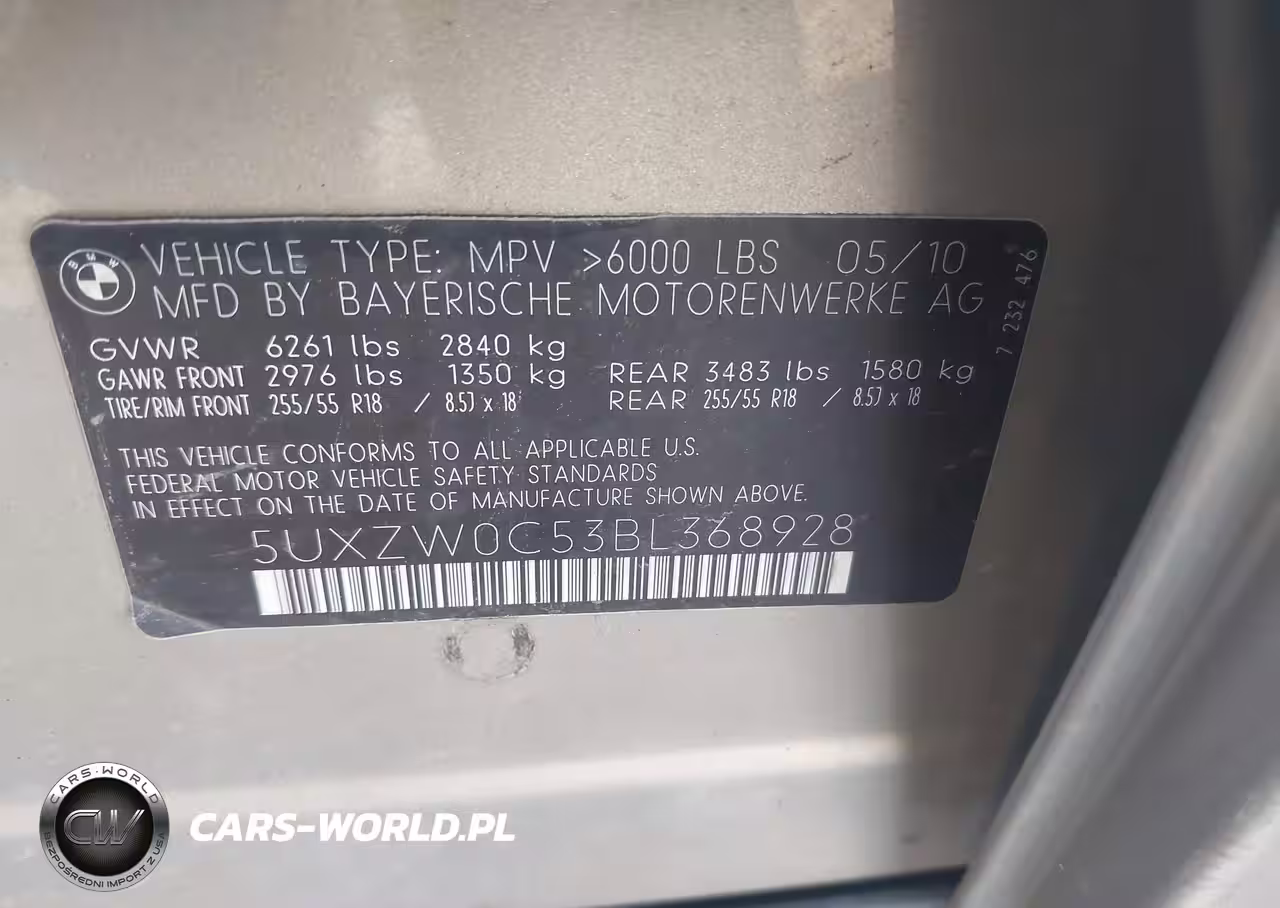 BMW
VEHICLE TYPE: MPV >6000 LBS 05/10
MFD BY BAYERISCHE MOTORENWERKE AG
7 232 476
GVWR 6261 lbs 2840 kg
GAWR FRONT 2976 lbs 1350 kg REAR 3483 lbs 1580 kg
TIRE/RIM FRONT 255/55 R18 / 8.5J x 18 REAR 255/55 R18 / 8.5J x 18
THIS VEHICLE CONFORMS TO ALL APPLICABLE U.S.
FEDERAL MOTOR VEHICLE SAFETY STANDARDS
IN EFFECT ON THE DATE OF MANUFACTURE SHOWN ABOVE.
5UXZW0C53BL368928
CARS-WORLD
CW
BEZPOŚREDNI IMPORT Z USA
CARS-WORLD.PL